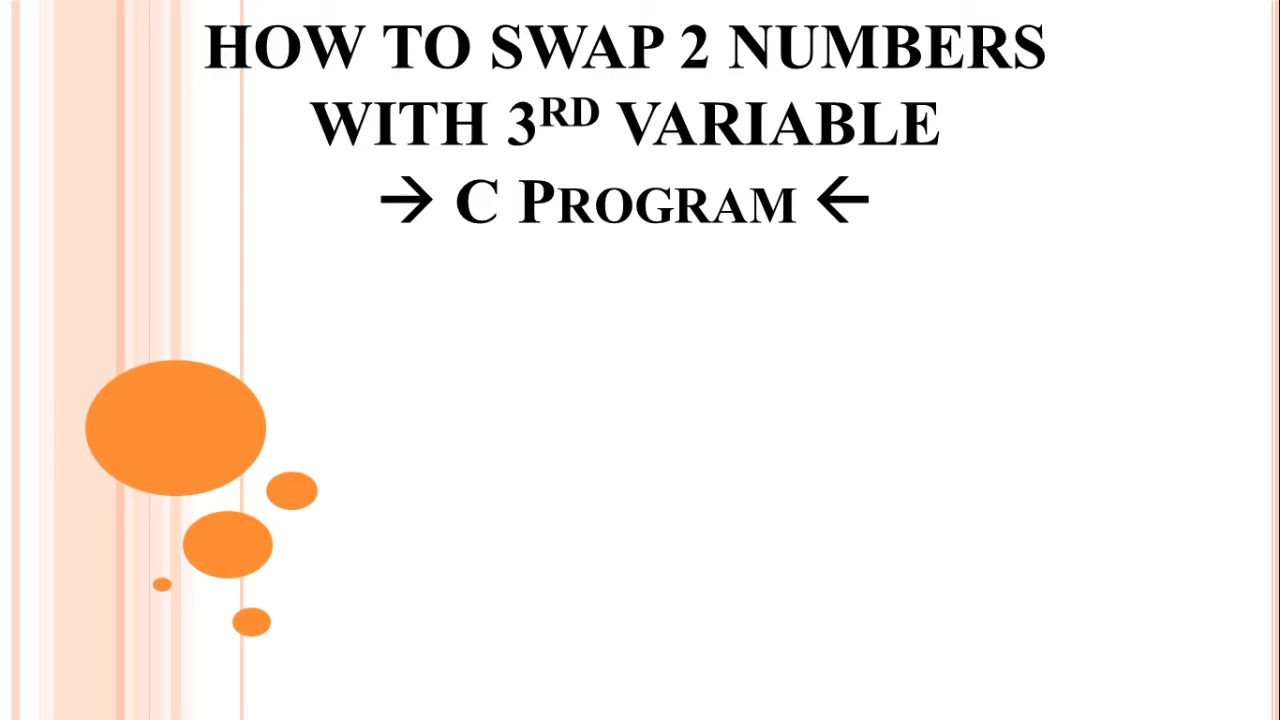 HOW TO SWAP 2 NUMBERS
WITH 3RD VARIABLE
→ C PROGRAM ←